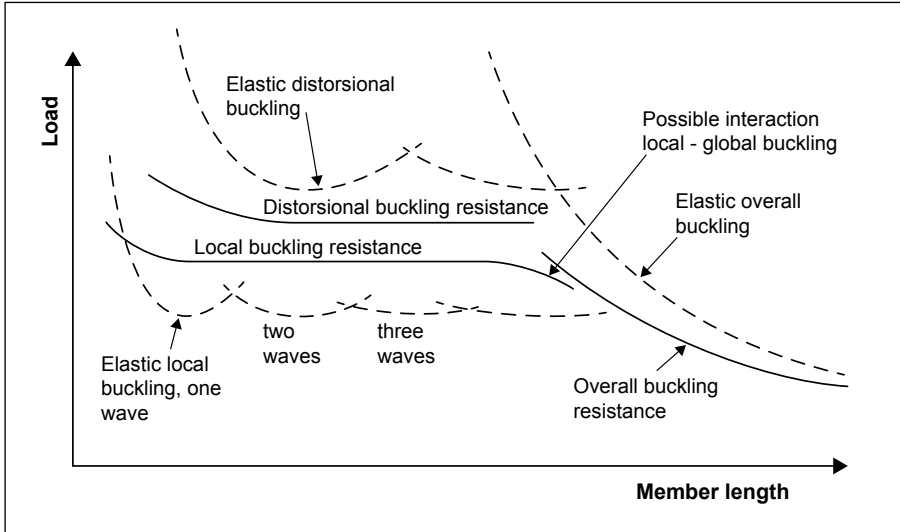 Load
Elastic distorsional
buckling
Possible interaction
local - global buckling
Elastic overall
buckling
Distorsional buckling resistance
Local buckling resistance
two
waves
three
waves
Elastic local
buckling, one
wave
Overall buckling
resistance
Member length